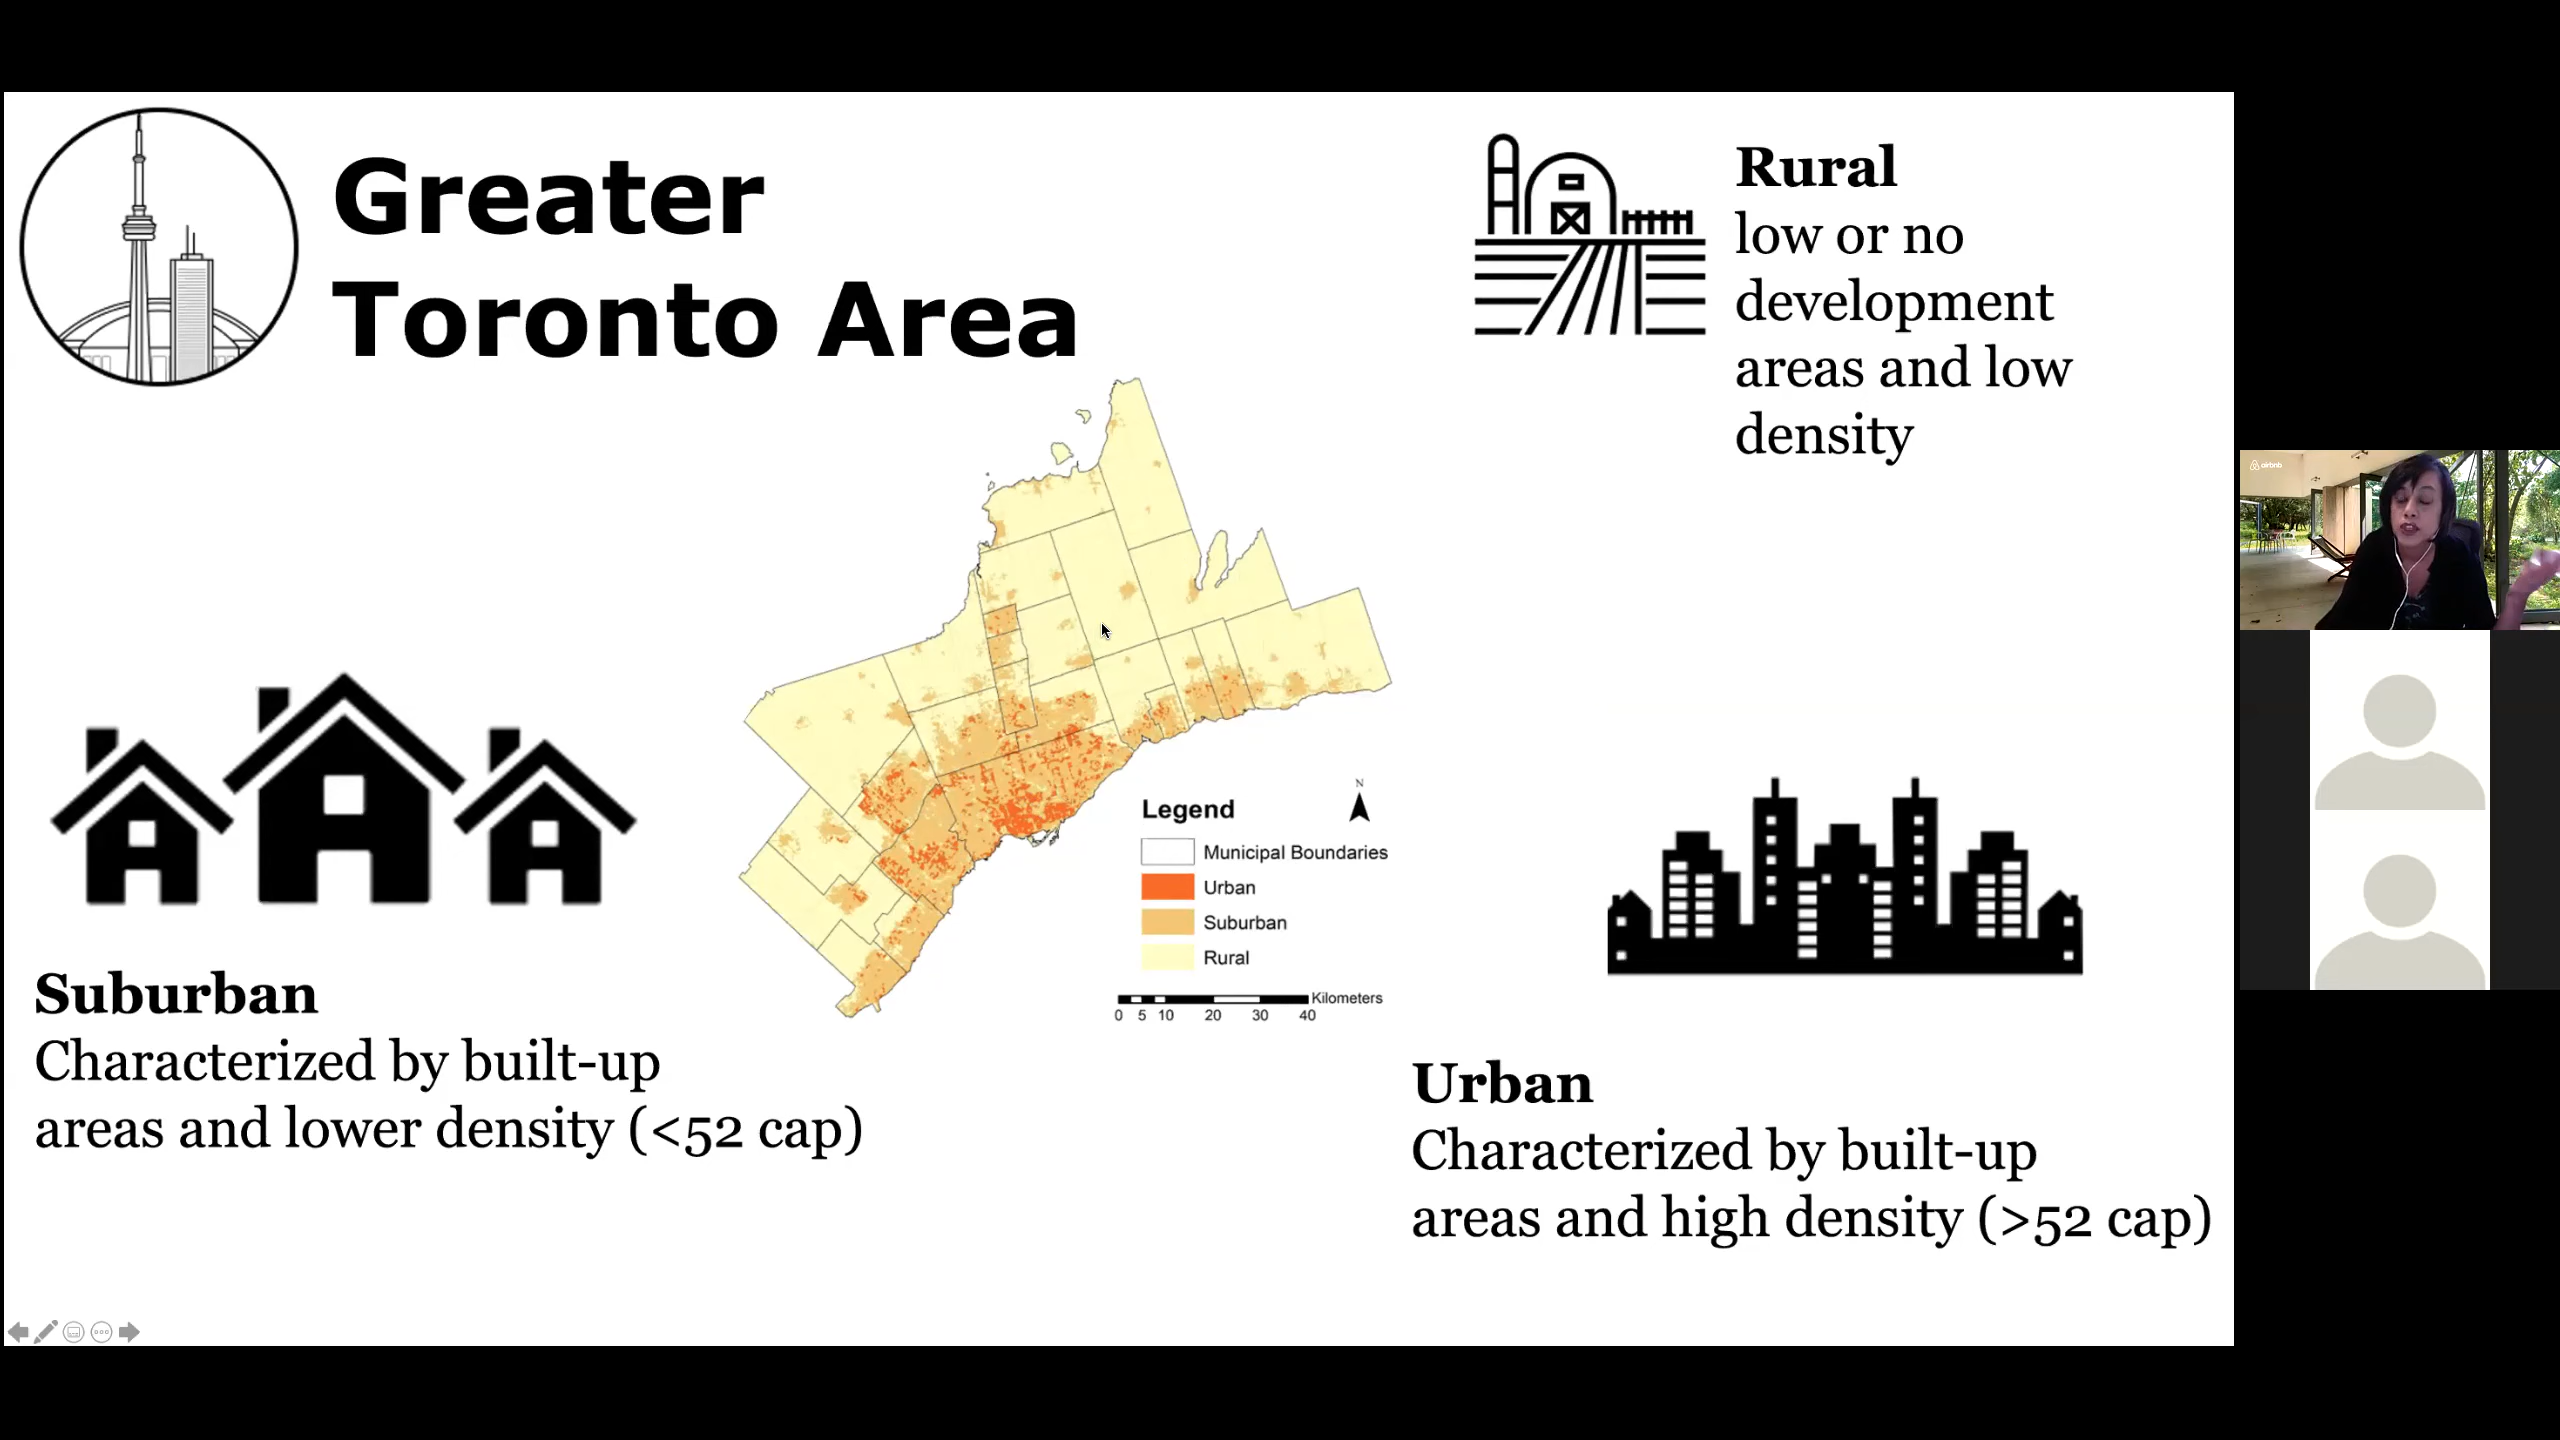 Greater
Toronto Area
Rural
low or no
development
areas and low
density
airbnb
N
Legend
Municipal Boundaries
Urban
Suburban
Rural
Kilometers
0 5 10 20 30 40
Suburban
Characterized by built-up
areas and lower density (<52 cap)
Urban
Characterized by built-up
areas and high density (>52 cap)